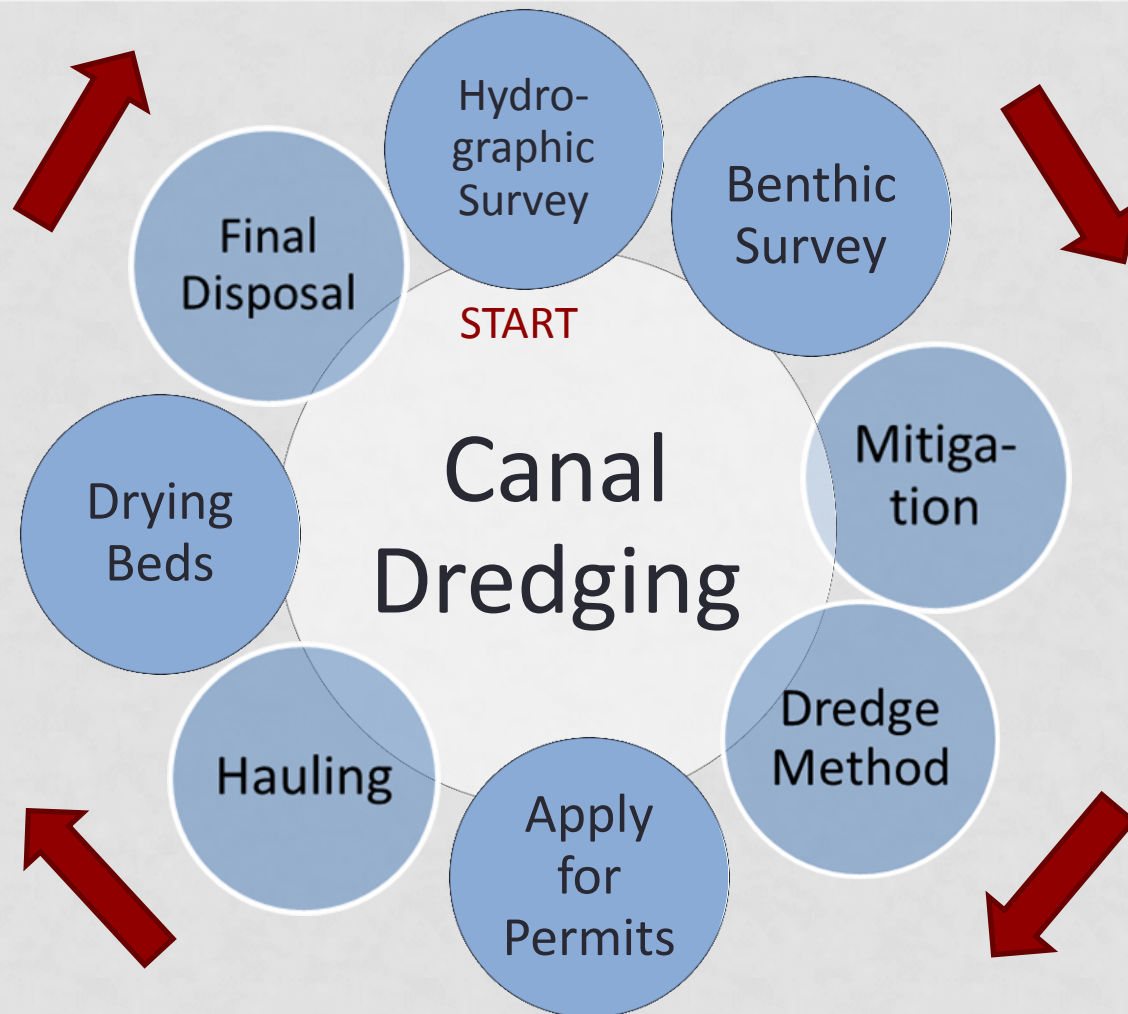 Hydro-
graphic
Survey
Benthic
Survey
START
Final
Disposal
Mitiga-
tion
Canal
Dredging
Drying
Beds
Dredge
Method
Hauling
Apply
for
Permits